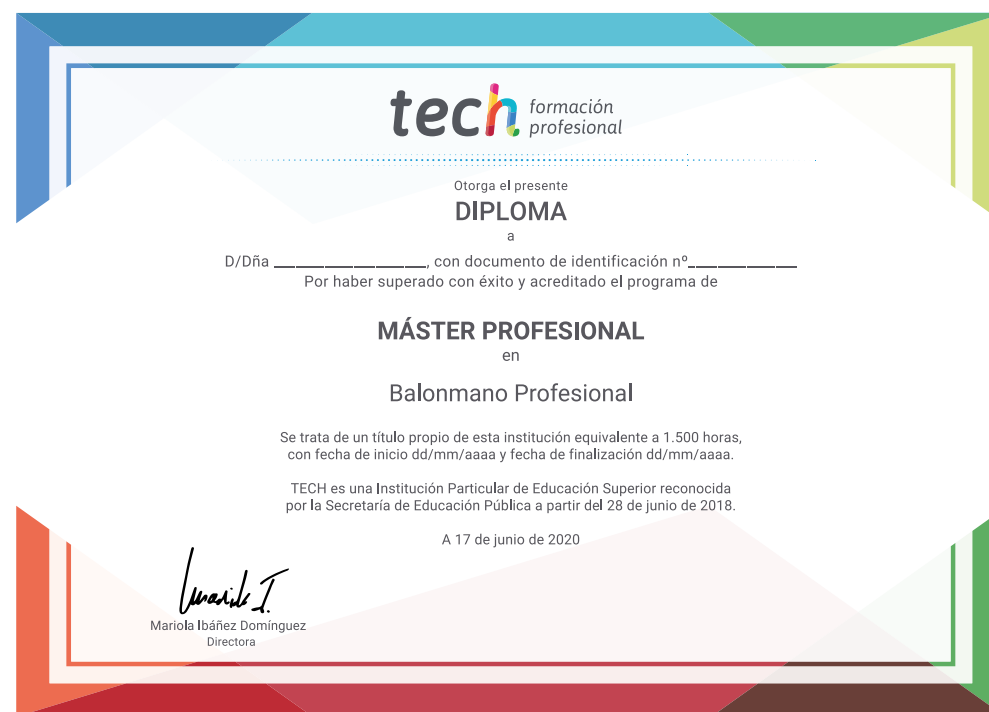 tech formación
profesional
Otorga el presente
DIPLOMA
a
D/Dña ____________________, con documento de identificación nº______________
Por haber superado con éxito y acreditado el programa de
MÁSTER PROFESIONAL
en
Balonmano Profesional
Se trata de un título propio de esta institución equivalente a 1.500 horas,
con fecha de inicio dd/mm/aaaa y fecha de finalización dd/mm/aaaa.
TECH es una Institución Particular de Educación Superior reconocida
por la Secretaría de Educación Pública a partir del 28 de junio de 2018.
A 17 de junio de 2020
Mariola Ibáñez Domínguez
Directora